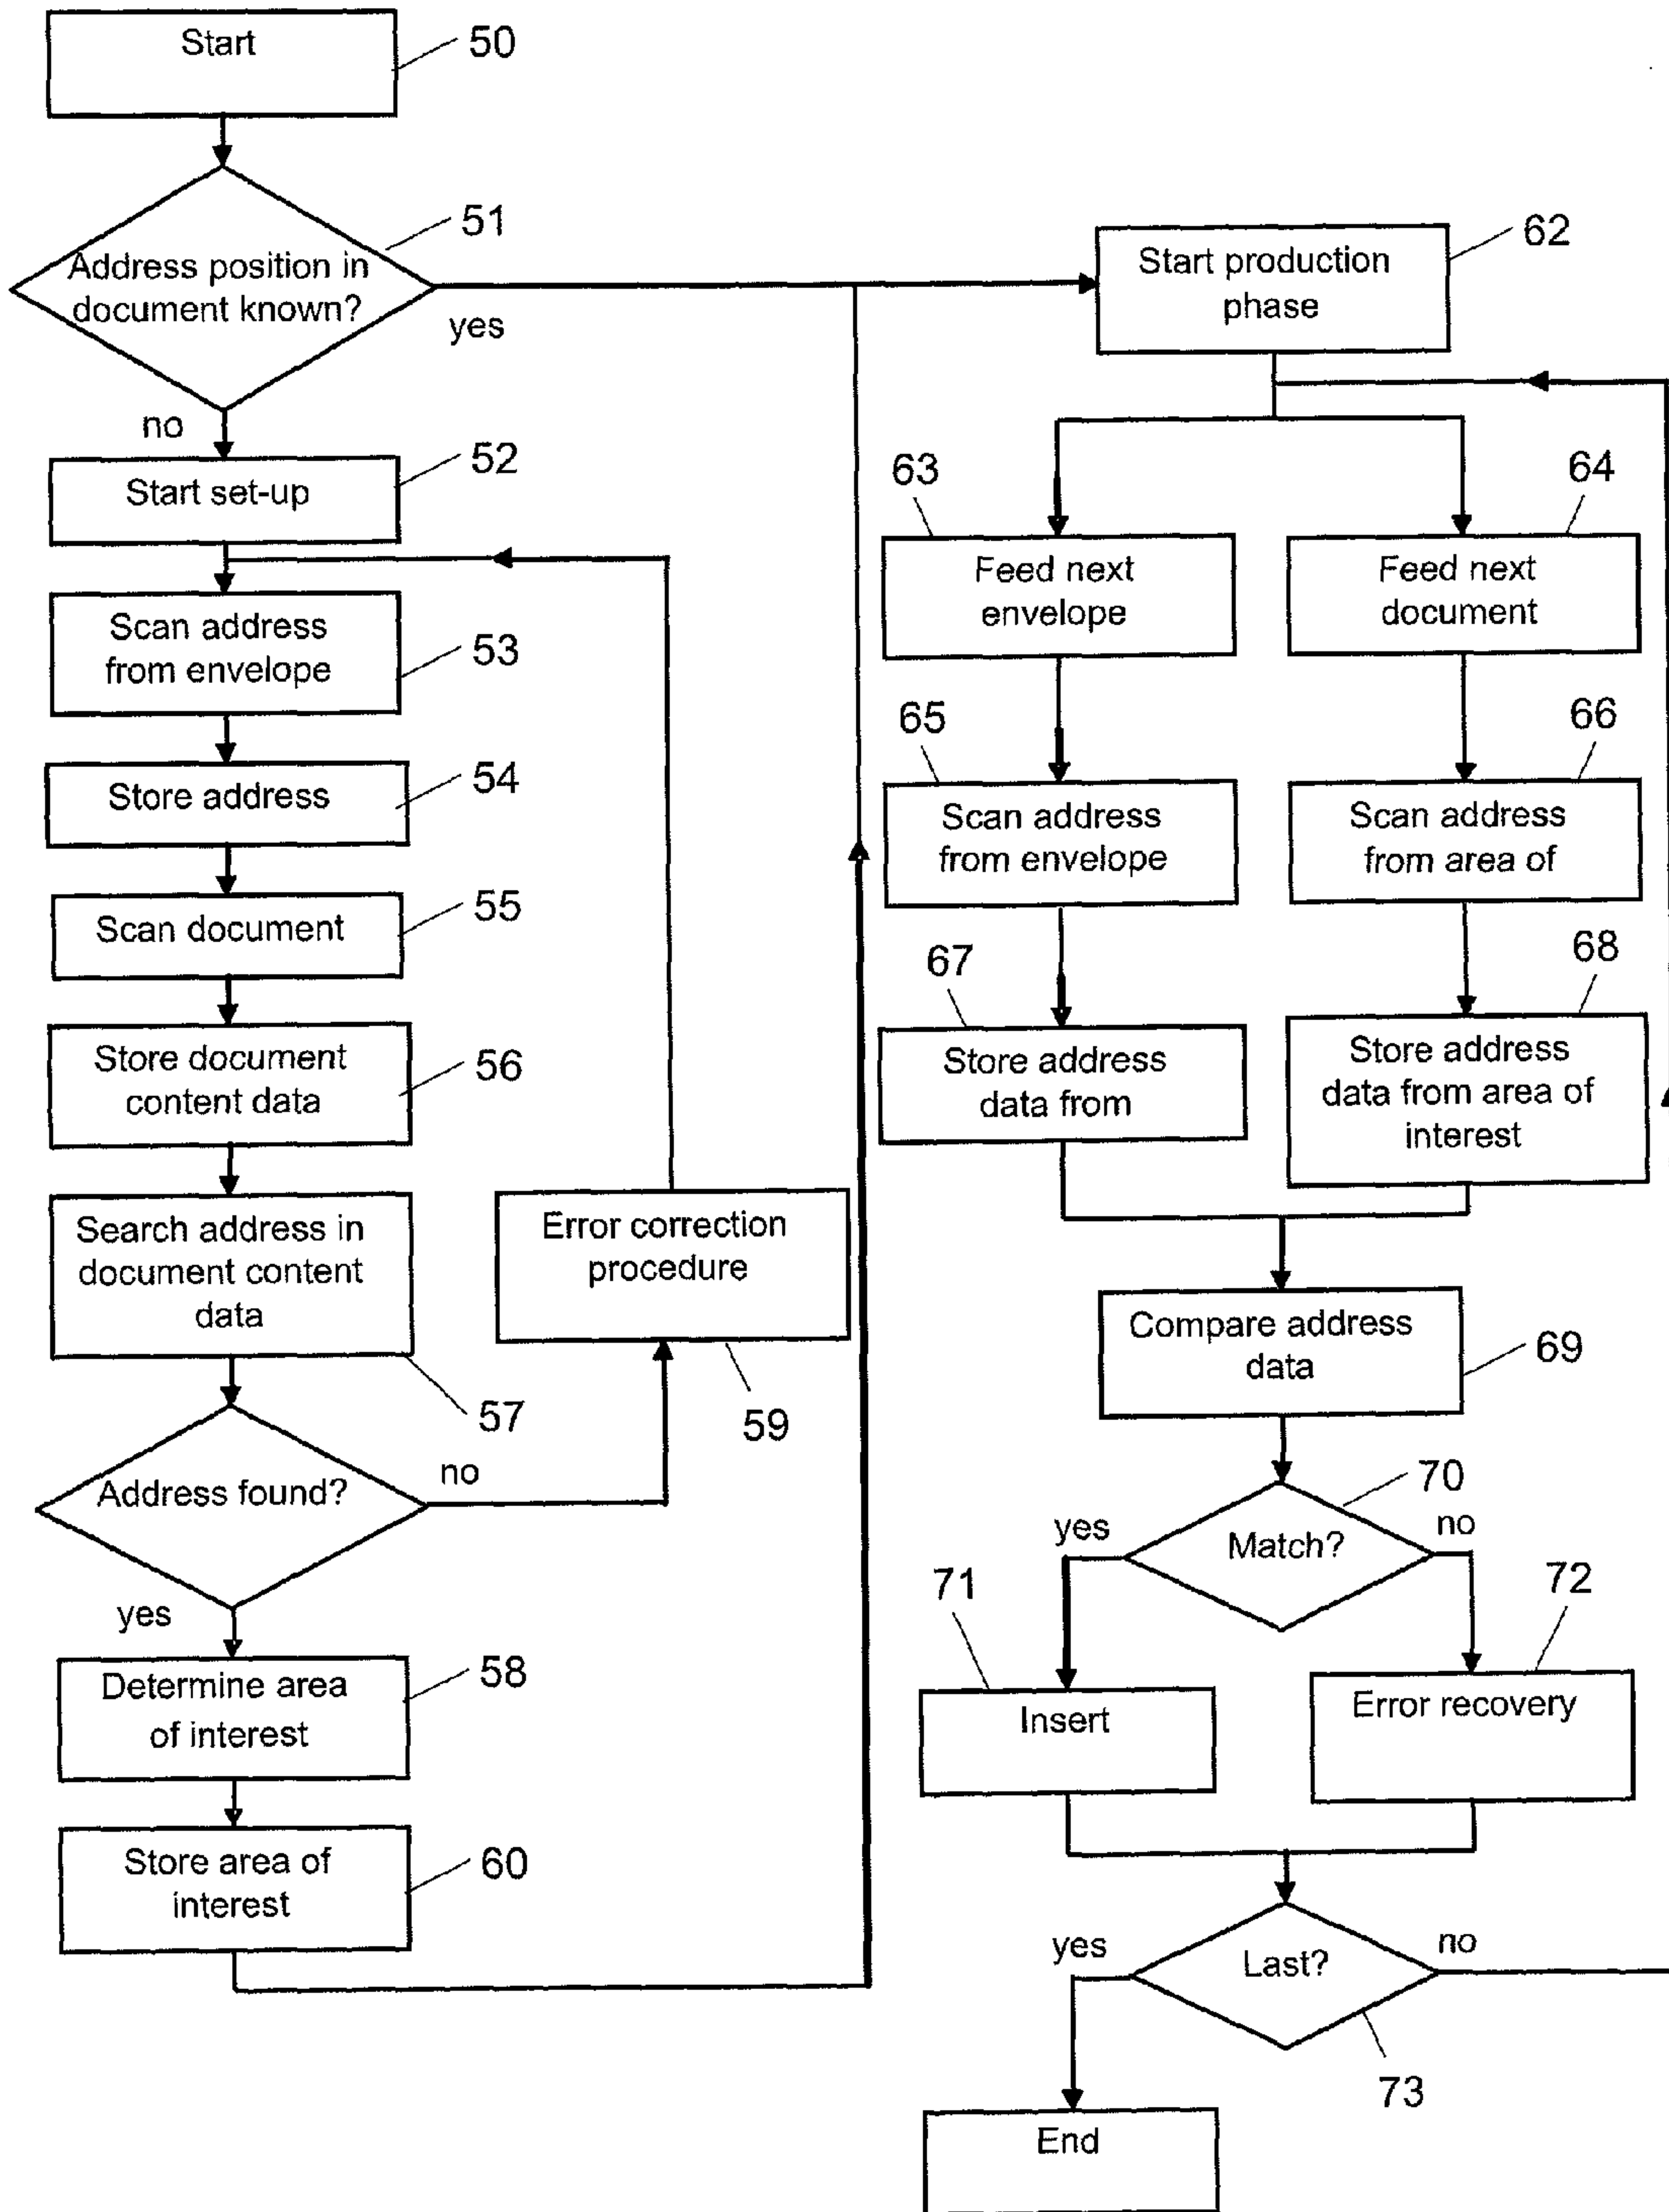 Start
50
Address position in
document known?
51
yes
no
Start set-up
52
Scan address
from envelope
53
Store address
54
Scan document
55
Store document
content data
56
Search address in
document content
data
57
Error correction
procedure
59
Address found?
no
yes
Determine area
of interest
58
Store area of
interest
60
Start production
phase
62
63
Feed next
envelope
64
Feed next
document
65
Scan address
from envelope
66
Scan address
from area of
67
Store address
data from
68
Store address
data from area of
interest
Compare address
data
69
70
Match?
yes
no
71
Insert
72
Error recovery
Last?
yes
no
73
End